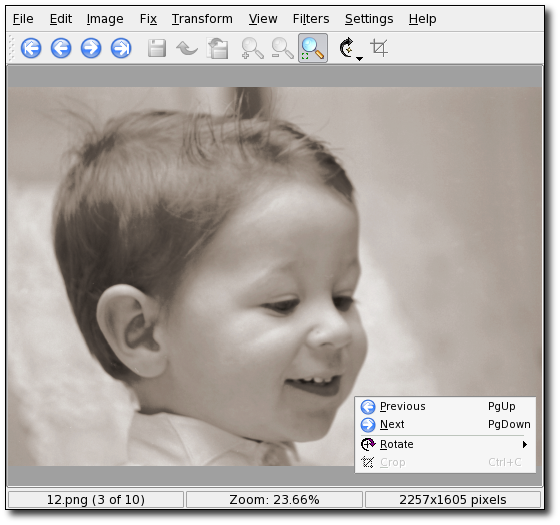 File Edit Image Fix Transform View Filters Settings Help
Previous PgUp
Next PgDown
Rotate
Crop Ctrl+C
12.png (3 of 10) Zoom: 23.66% 2257x1605 pixels